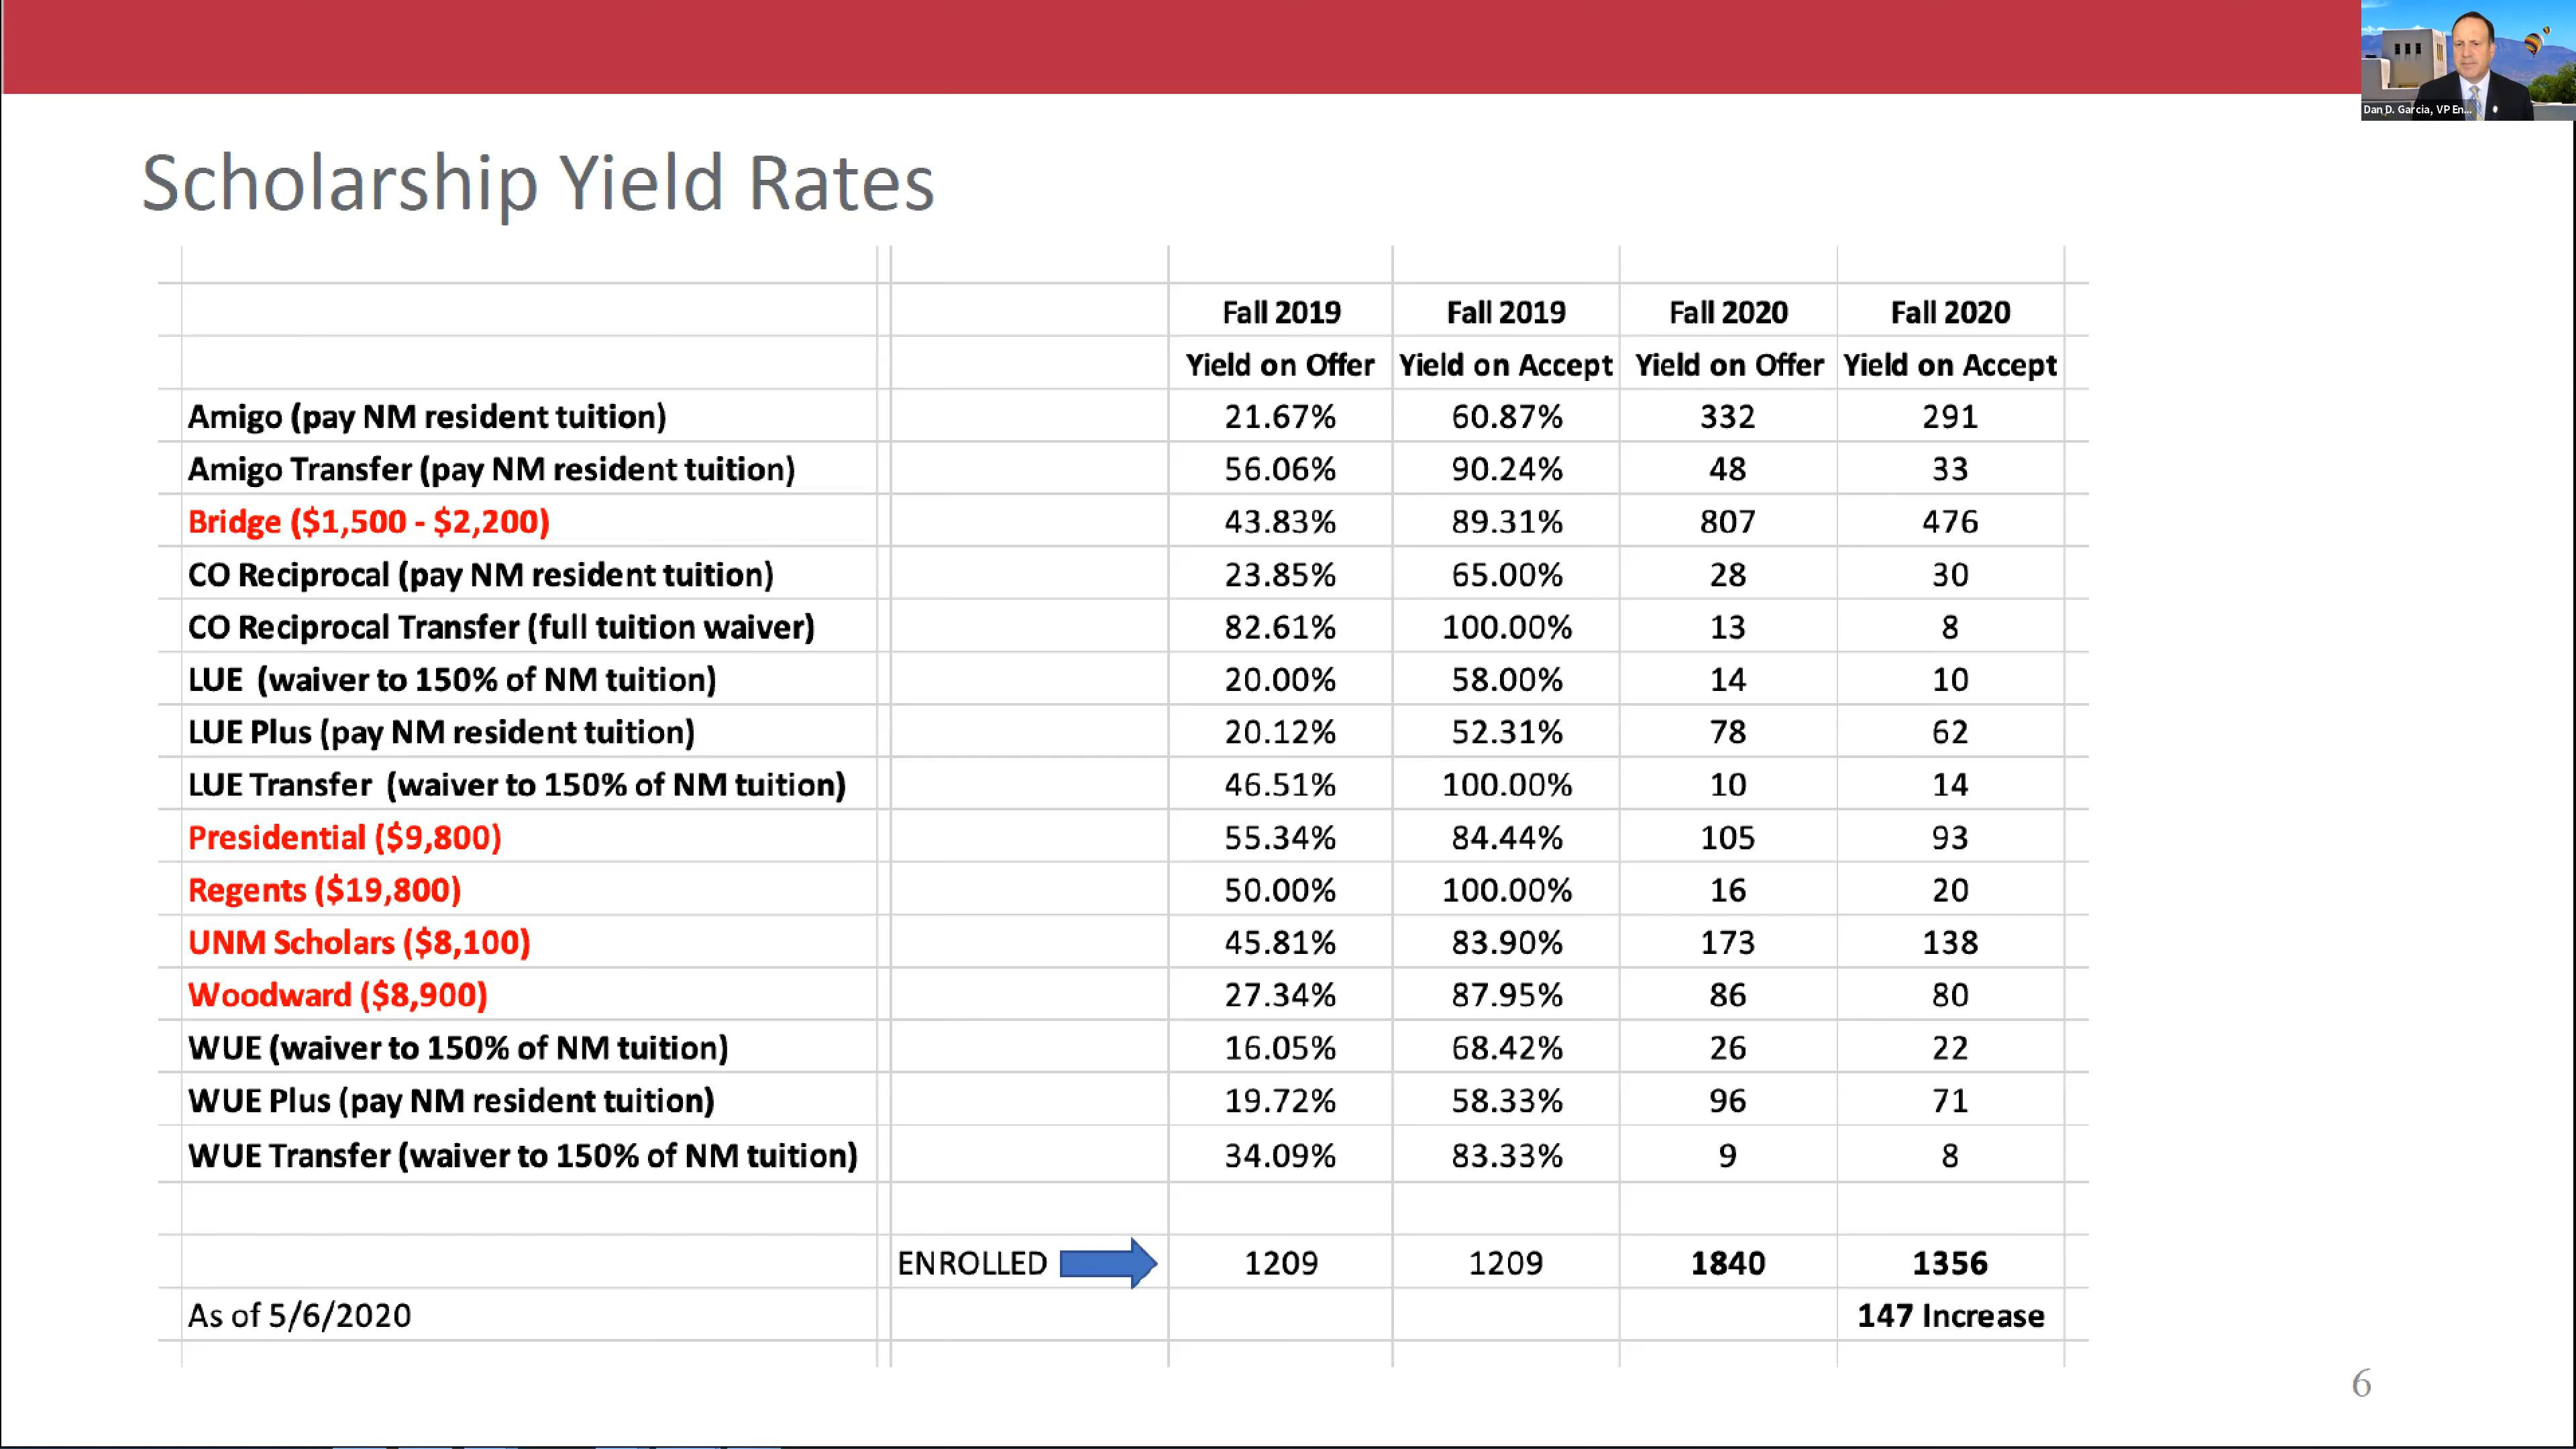 Dan D. Garcia, VP En...
Scholarship Yield Rates
Fall 2019 Fall 2019 Fall 2020 Fall 2020
Yield on Offer Yield on Accept Yield on Offer Yield on Accept
Amigo (pay NM resident tuition) 21.67% 60.87% 332 291
Amigo Transfer (pay NM resident tuition) 56.06% 90.24% 48 33
Bridge ($1,500 - $2,200) 43.83% 89.31% 807 476
CO Reciprocal (pay NM resident tuition) 23.85% 65.00% 28 30
CO Reciprocal Transfer (full tuition waiver) 82.61% 100.00% 13 8
LUE (waiver to 150% of NM tuition) 20.00% 58.00% 14 10
LUE Plus (pay NM resident tuition) 20.12% 52.31% 78 62
LUE Transfer (waiver to 150% of NM tuition) 46.51% 100.00% 10 14
Presidential ($9,800) 55.34% 84.44% 105 93
Regents ($19,800) 50.00% 100.00% 16 20
UNM Scholars ($8,100) 45.81% 83.90% 173 138
Woodward ($8,900) 27.34% 87.95% 86 80
WUE (waiver to 150% of NM tuition) 16.05% 68.42% 26 22
WUE Plus (pay NM resident tuition) 19.72% 58.33% 96 71
WUE Transfer (waiver to 150% of NM tuition) 34.09% 83.33% 9 8
ENROLLED 1209 1209 1840 1356
As of 5/6/2020 147 Increase
6